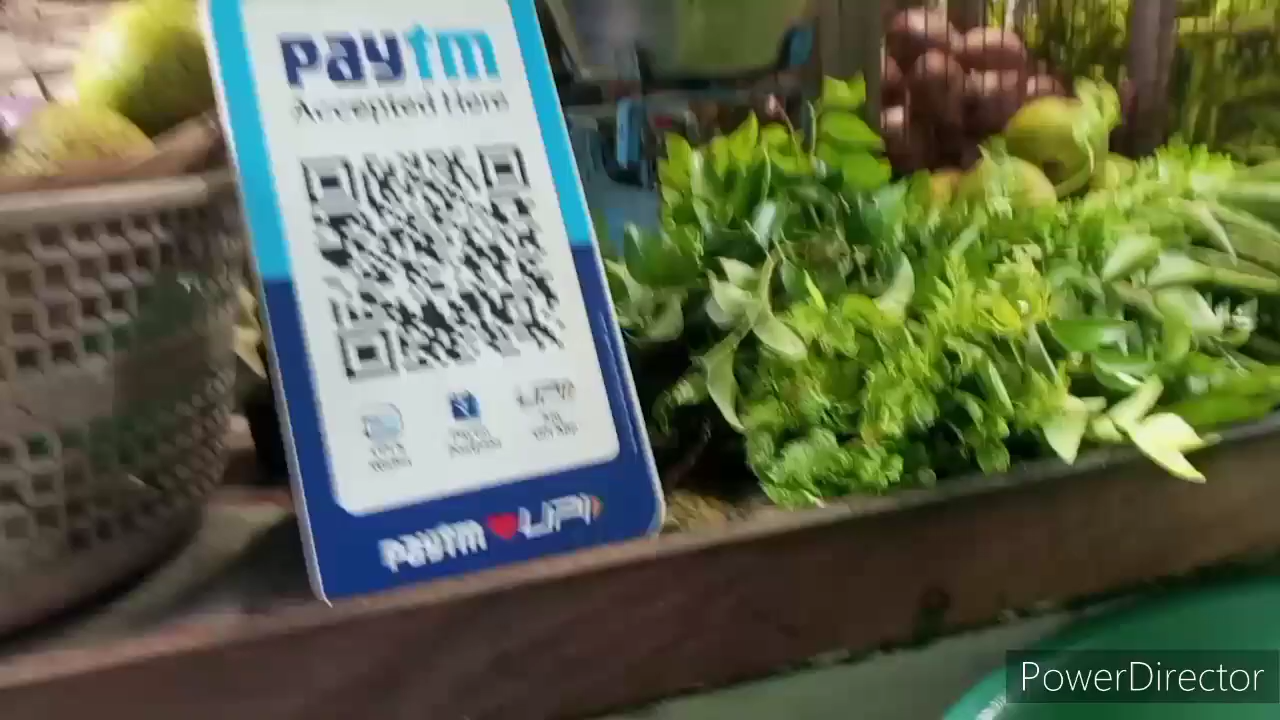 paytm
Accepted Here
paytm ❤ UPI
PowerDirector